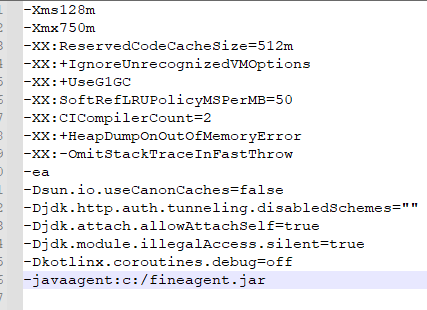 -Xms128m
-Xmx750m
-XX:ReservedCodeCacheSize=512m
-XX:+IgnoreUnrecognizedVMOptions
-XX:+UseG1GC
-XX:SoftRefLRUPolicyMSPerMB=50
-XX:CICompilerCount=2
-XX:+HeapDumpOnOutOfMemoryError
-XX:-OmitStackTraceInFastThrow
-ea
-Dsun.io.useCanonCaches=false
-Djdk.http.auth.tunneling.disabledSchemes=""
-Djdk.attach.allowAttachSelf=true
-Djdk.module.illegalAccess.silent=true
-Dkotlinx.coroutines.debug=off
-javaagent:c:/fineagent.jar